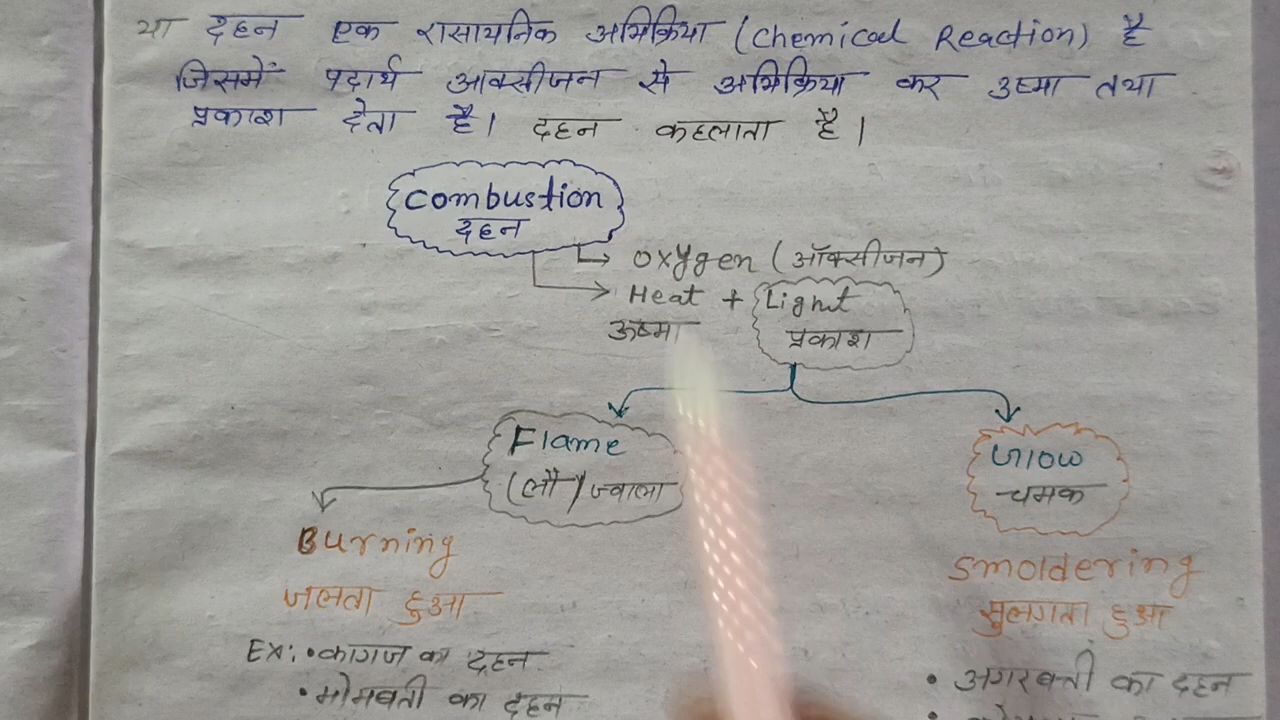 या दहन एक रासायनिक अभिक्रिया (Chemical Reaction) है
जिसमें पदार्थ आक्सीजन से अभिक्रिया कर उष्मा तथा
प्रकाश देता है। दहन कहलाता है।
Combustion
दहन
Oxygen (ऑक्सीजन)
Heat + Light
ऊष्मा प्रकाश
Flame Glow
(लौ) ज्वाला चमक
Burning Smoldering
जलता हुआ सुलगता हुआ
Ex: • कागज का दहन • अगरबत्ती का दहन
• मोमबत्ती का दहन